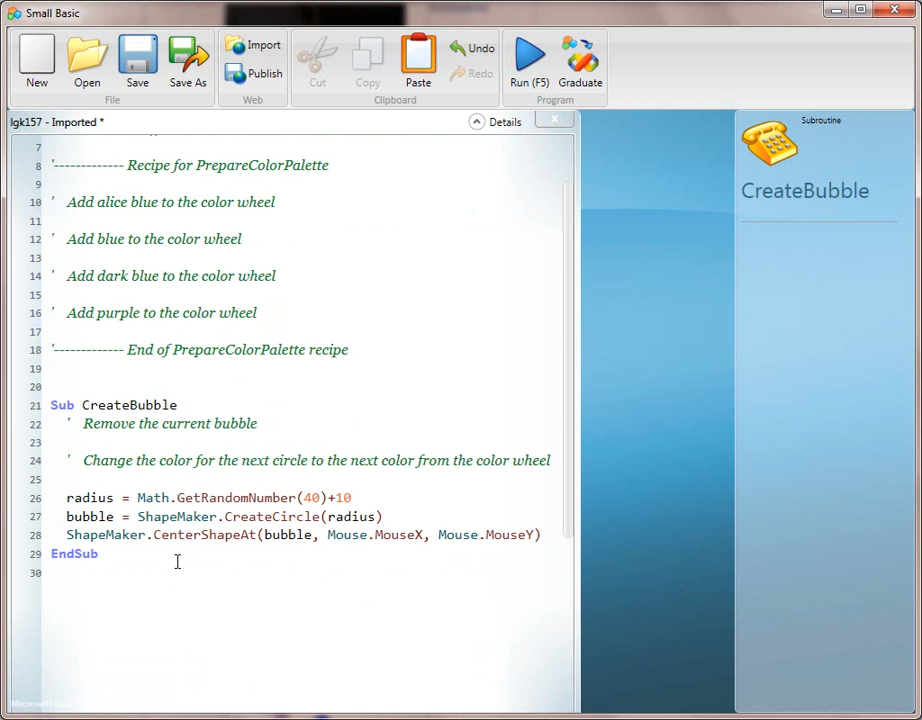 Small Basic
New
Open
Save
Save As
Import
Publish
Cut
Copy
Paste
Undo
Redo
Run (F5)
Graduate
File
Web
Clipboard
Program
lgk157 - Imported *
Details
Subroutine
CreateBubble
7
8 '------------- Recipe for PrepareColorPalette
9
10 ' Add alice blue to the color wheel
11
12 ' Add blue to the color wheel
13
14 ' Add dark blue to the color wheel
15
16 ' Add purple to the color wheel
17
18 '------------- End of PrepareColorPalette recipe
19
20
21 Sub CreateBubble
22 ' Remove the current bubble
23
24 ' Change the color for the next circle to the next color from the color wheel
25
26 radius = Math.GetRandomNumber(40)+10
27 bubble = ShapeMaker.CreateCircle(radius)
28 ShapeMaker.CenterShapeAt(bubble, Mouse.MouseX, Mouse.MouseY)
29 EndSub
30